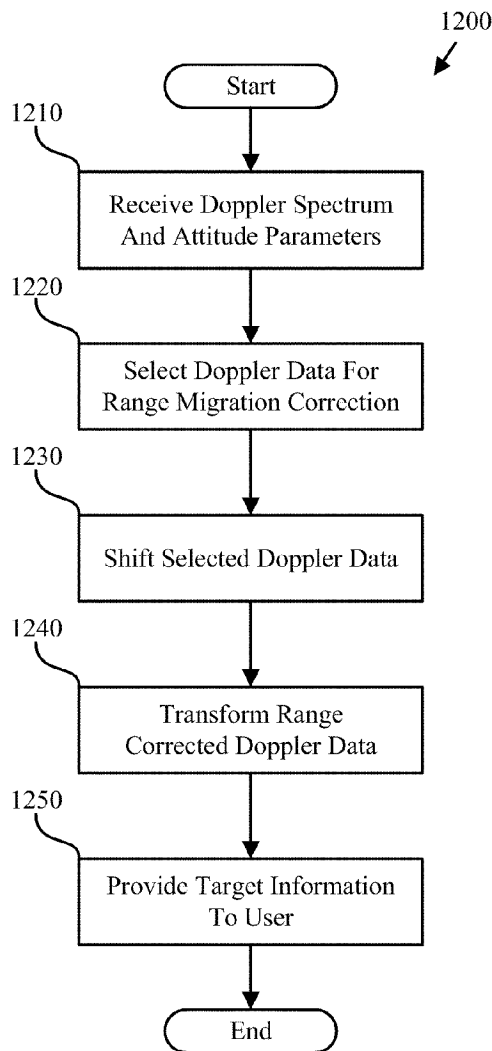 1200
Start
1210
Receive Doppler Spectrum
And Attitude Parameters
1220
Select Doppler Data For
Range Migration Correction
1230
Shift Selected Doppler Data
1240
Transform Range
Corrected Doppler Data
1250
Provide Target Information
To User
End